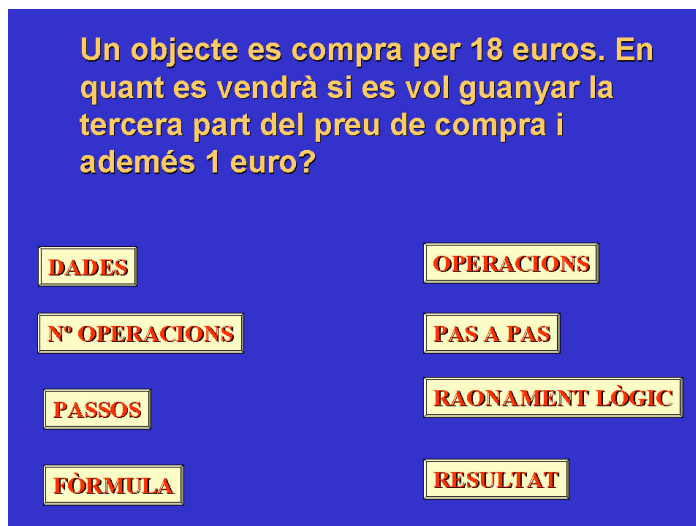 Un objecte es compra per 18 euros. En
quant es vendrà si es vol guanyar la
tercera part del preu de compra i
ademés 1 euro?
DADES
OPERACIONS
Nº OPERACIONS
PAS A PAS
PASSOS
RAONAMENT LÒGIC
FÒRMULA
RESULTAT